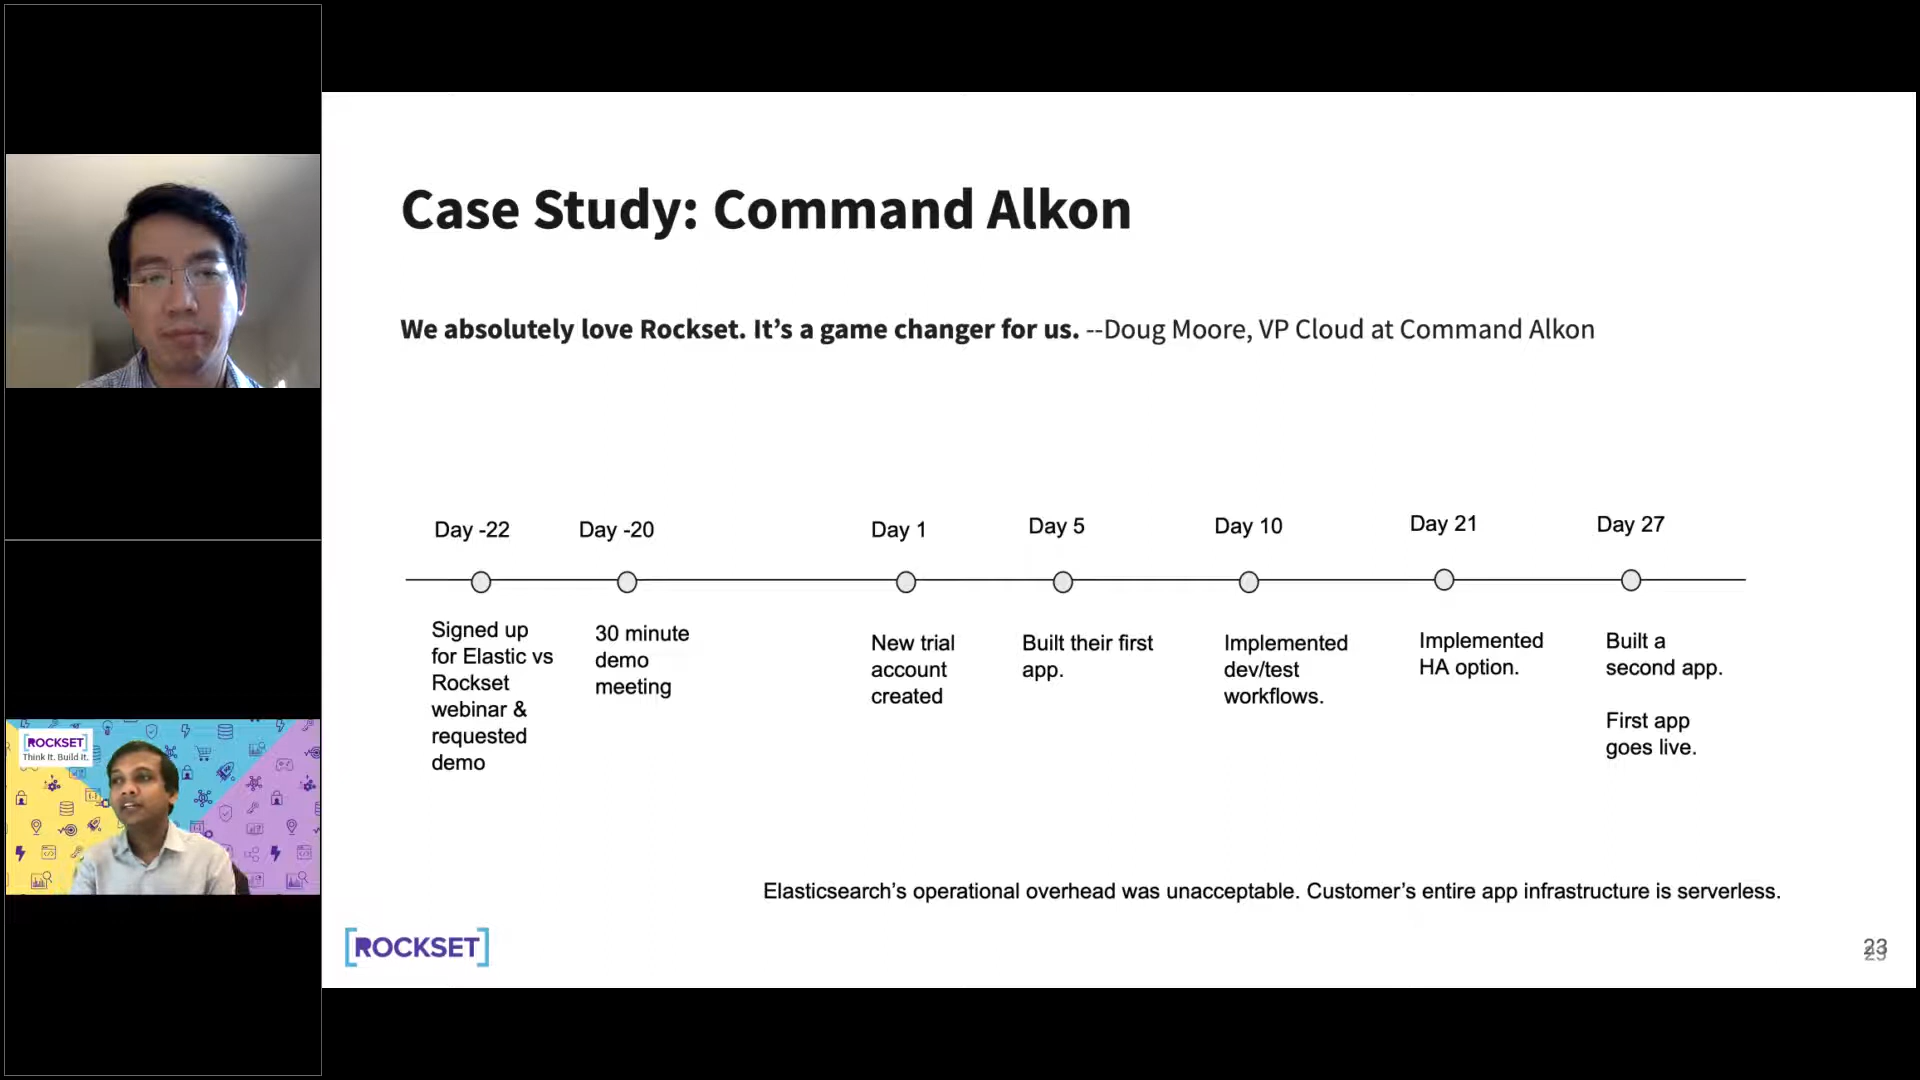 Case Study: Command Alkon
We absolutely love Rockset. It’s a game changer for us. --Doug Moore, VP Cloud at Command Alkon
Day -22
Signed up
for Elastic vs
Rockset
webinar &
requested
demo
Day -20
30 minute
demo
meeting
Day 1
New trial
account
created
Day 5
Built their first
app.
Day 10
Implemented
dev/test
workflows.
Day 21
Implemented
HA option.
Day 27
Built a
second app.
First app
goes live.
Elasticsearch’s operational overhead was unacceptable. Customer’s entire app infrastructure is serverless.
[ROCKSET]
23
23
[ROCKSET]
Think It. Build It.